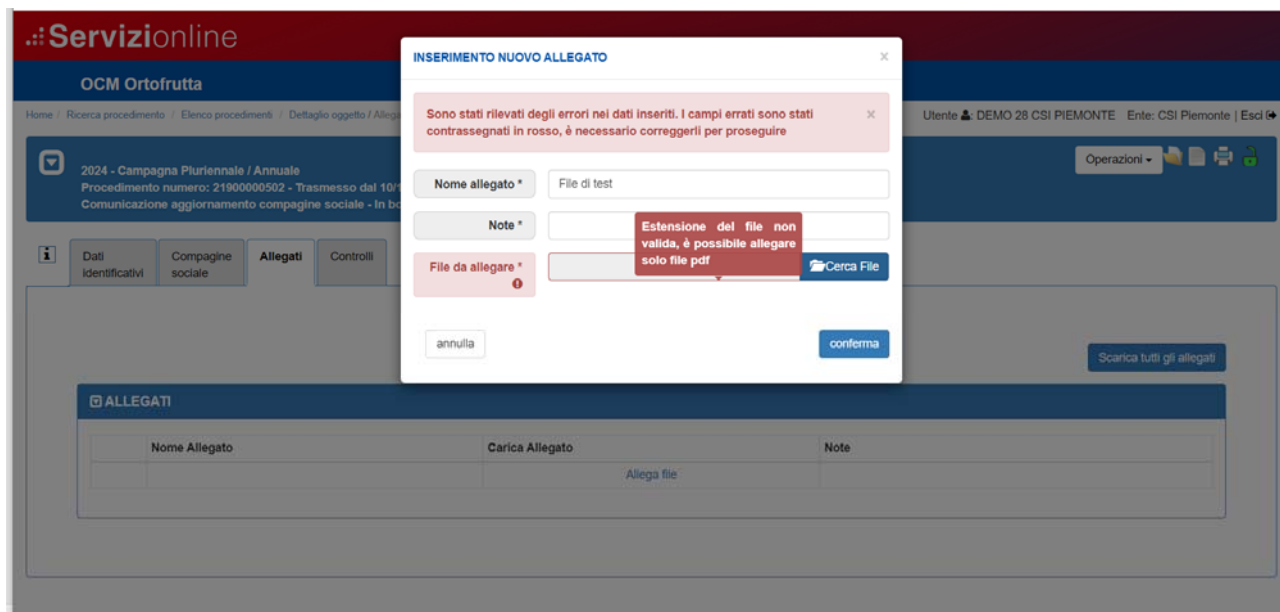 .:: Servizionline
OCM Ortofrutta
Home / Ricerca procedimento / Elenco procedimenti / Dettaglio oggetto / Allega
Utente : DEMO 28 CSI PIEMONTE Ente: CSI Piemonte | Esci
2024 - Campagna Pluriennale / Annuale
Procedimento numero: 21900000502 - Trasmesso dal 10/1
Comunicazione aggiornamento compagine sociale - In bo
Operazioni
Dati identificativi
Compagine sociale
Allegati
Controlli
INSERIMENTO NUOVO ALLEGATO
×
Sono stati rilevati degli errori nei dati inseriti. I campi errati sono stati
contrassegnati in rosso, è necessario correggerli per proseguire
×
Nome allegato *
File di test
Note *
Estensione del file non
valida, è possibile allegare
solo file pdf
File da allegare *
Cerca File
annulla
conferma
Scarica tutti gli allegati
ALLEGATI
Nome Allegato
Carica Allegato
Note
Allega file